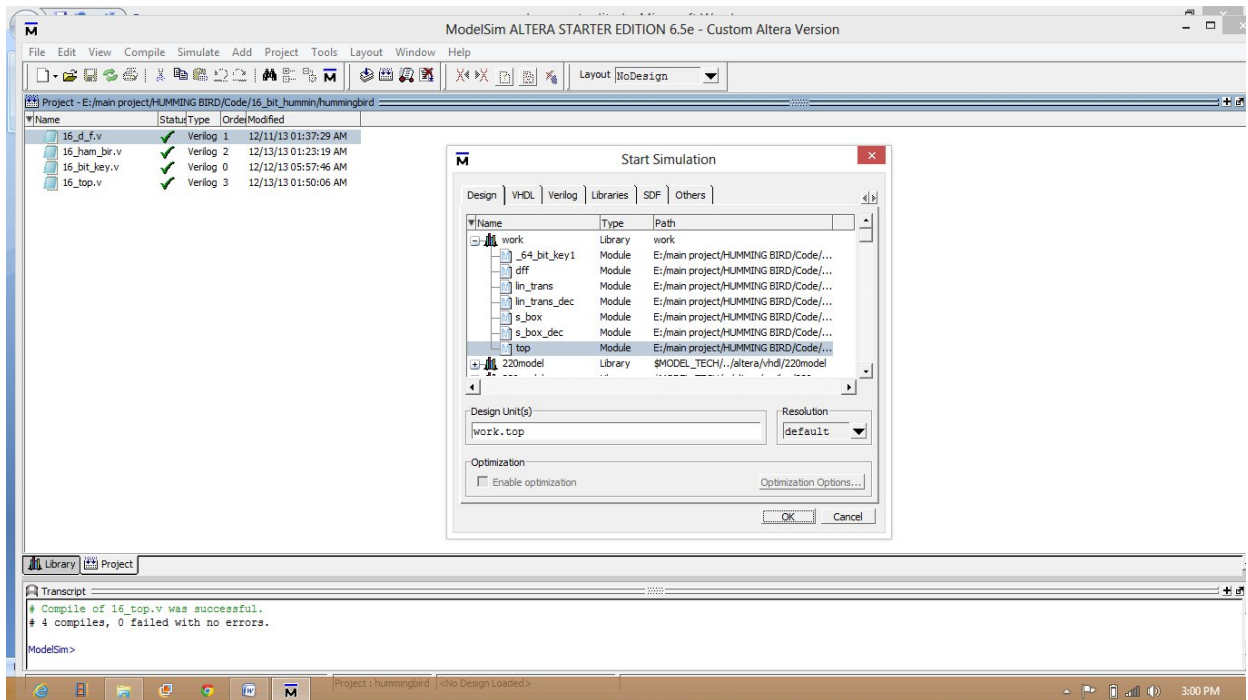 ModelSim ALTERA STARTER EDITION 6.5e - Custom Altera Version
File Edit View Compile Simulate Add Project Tools Layout Window Help
Layout NoDesign
Project - E:/main project/HUMMING BIRD/Code/16_bit_hummin/hummingbird
Name Status Type Order Modified
16_d_f.v Verilog 1 12/11/13 01:37:29 AM
16_ham_bir.v Verilog 2 12/13/13 01:23:19 AM
16_bit_key.v Verilog 0 12/12/13 05:57:46 AM
16_top.v Verilog 3 12/13/13 01:50:06 AM
Start Simulation
Design VHDL Verilog Libraries SDF Others
Name Type Path
work Library work
_64_bit_key1 Module E:/main project/HUMMING BIRD/Code/...
dff Module E:/main project/HUMMING BIRD/Code/...
lin_trans Module E:/main project/HUMMING BIRD/Code/...
lin_trans_dec Module E:/main project/HUMMING BIRD/Code/...
s_box Module E:/main project/HUMMING BIRD/Code/...
s_box_dec Module E:/main project/HUMMING BIRD/Code/...
top Module E:/main project/HUMMING BIRD/Code/...
220model Library $MODEL_TECH/../altera/vhdl/220model
Design Unit(s) Resolution
work.top default
Optimization
Enable optimization Optimization Options...
OK Cancel
Library Project
Transcript
# Compile of 16_top.v was successful.
# 4 compiles, 0 failed with no errors.
ModelSim>
Project : hummingbird <No Design Loaded>
3:00 PM